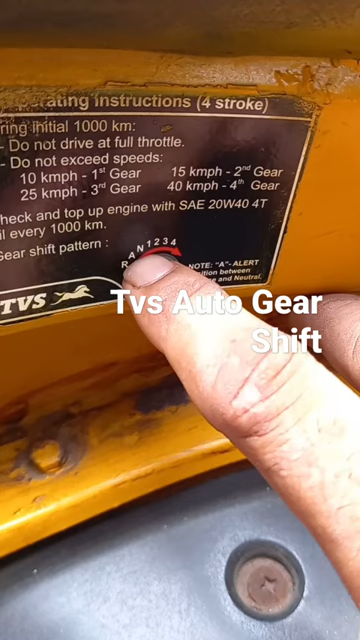 erating Instructions (4 stroke)
ring initial 1000 km:
- Do not drive at full throttle.
- Do not exceed speeds:
10 kmph - 1st Gear 15 kmph - 2nd Gear
25 kmph - 3rd Gear 40 kmph - 4th Gear
heck and top up engine with SAE 20W40 4T
il every 1000 km.
Gear shift pattern :
R A N 1 2 3 4
NOTE: "A"- ALERT
ition between
e and Neutral.
TVS
Tvs Auto Gear
Shift